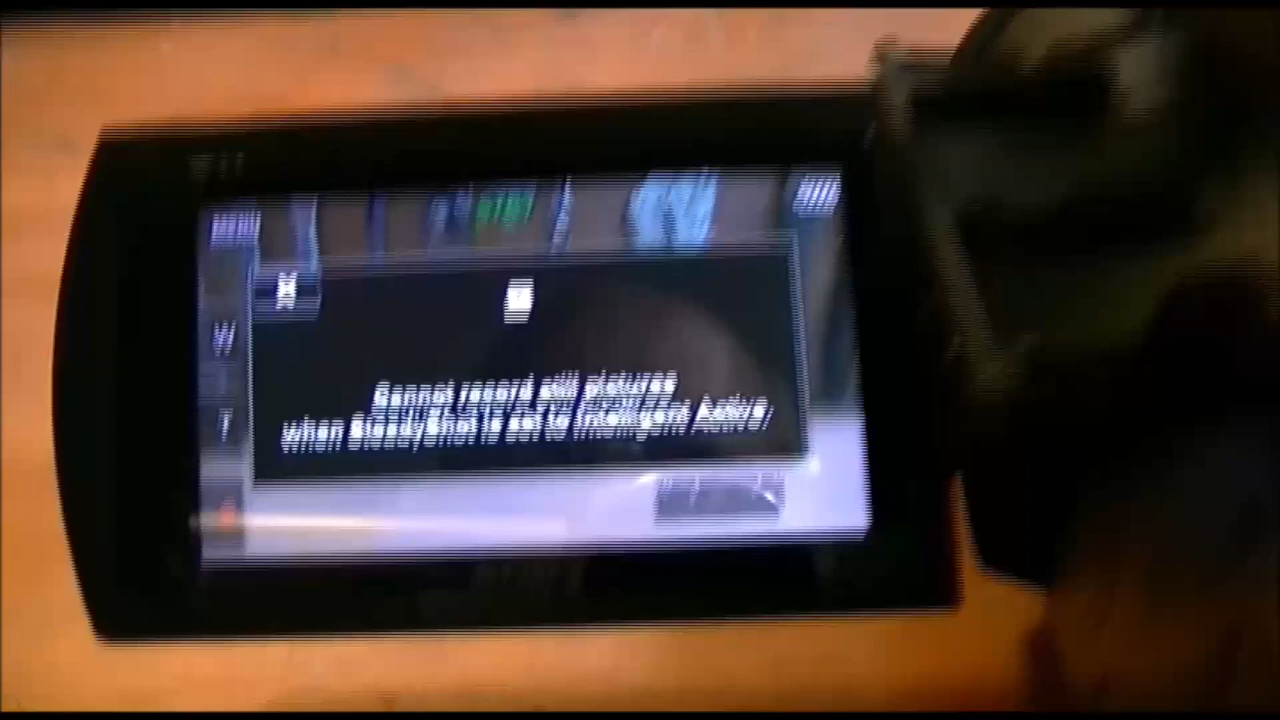 W
T
Cannot record still pictures
when SteadyShot is set to Intelligent Active.